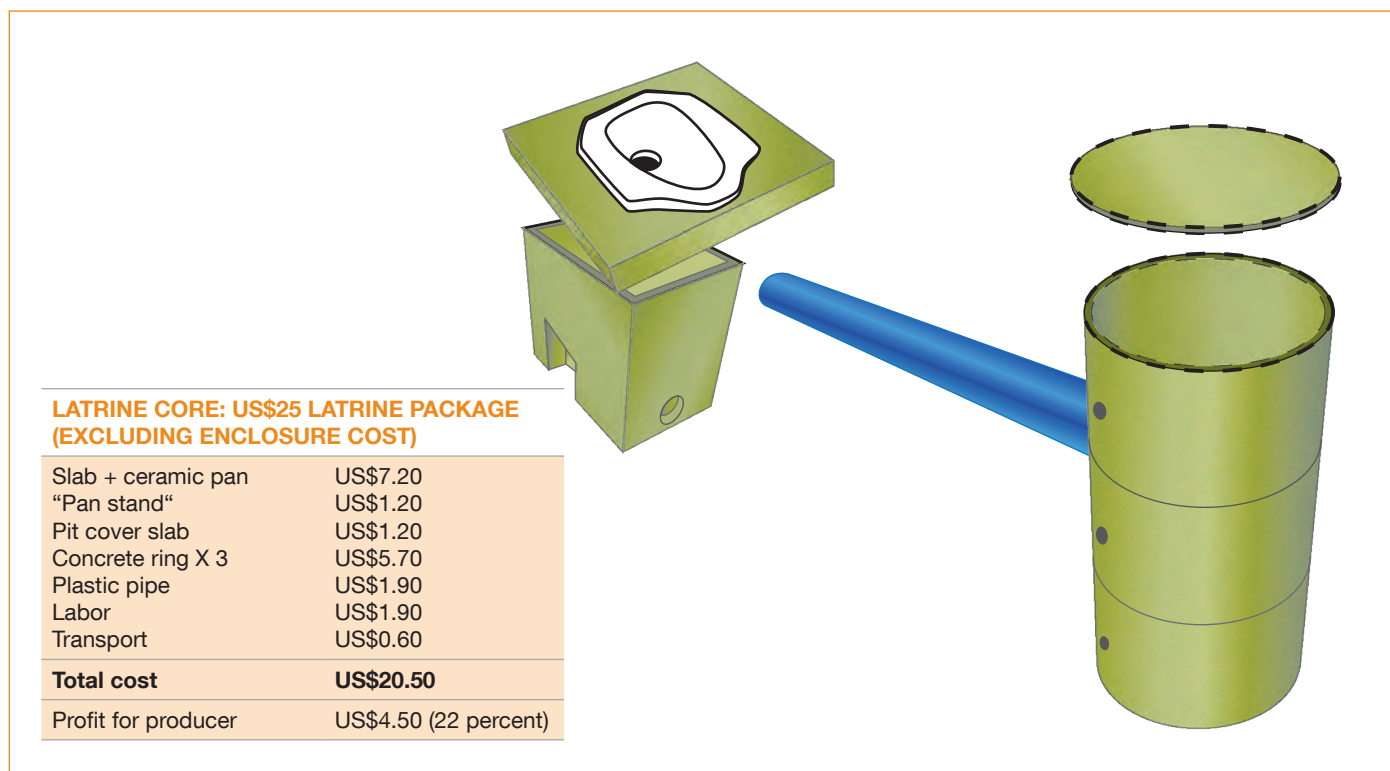 LATRINE CORE: US$25 LATRINE PACKAGE
(EXCLUDING ENCLOSURE COST)
Slab + ceramic pan US$7.20
“Pan stand“ US$1.20
Pit cover slab US$1.20
Concrete ring X 3 US$5.70
Plastic pipe US$1.90
Labor US$1.90
Transport US$0.60
Total cost US$20.50
Profit for producer US$4.50 (22 percent)